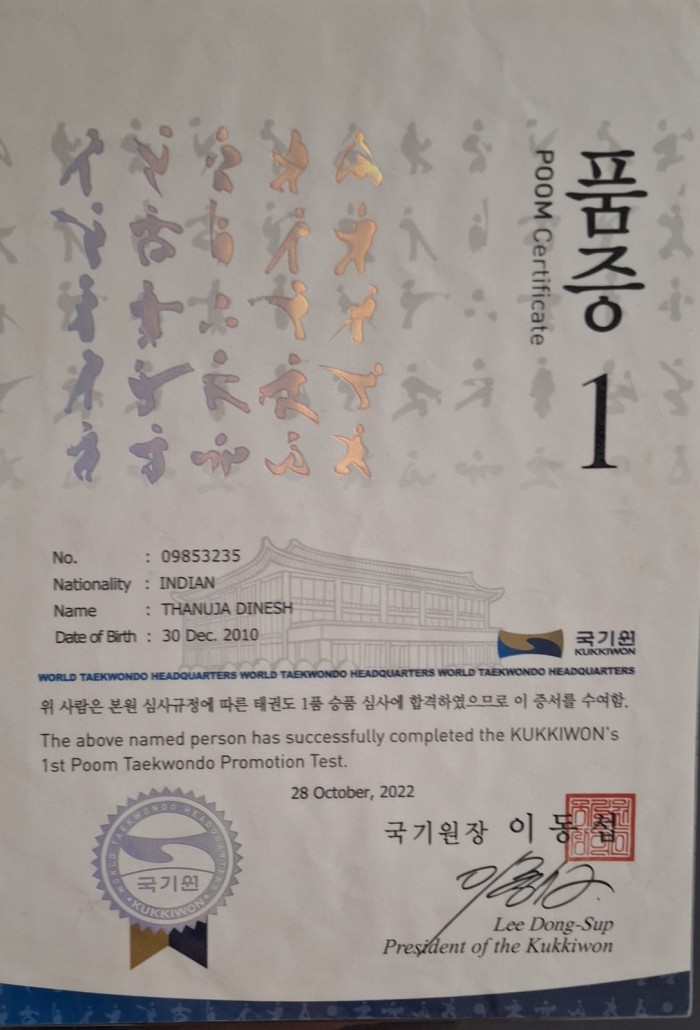 품증 1
POOM Certificate
No. : 09853235
Nationality : INDIAN
Name : THANUJA DINESH
Date of Birth : 30 Dec. 2010
국기원
KUKKIWON
WORLD TAEKWONDO HEADQUARTERS WORLD TAEKWONDO HEADQUARTERS WORLD TAEKWONDO HEADQUARTERS
위 사람은 본원 심사규정에 따른 태권도 1품 승품 심사에 합격하였으므로 이 증서를 수여함.
The above named person has successfully completed the KUKKIWON's
1st Poom Taekwondo Promotion Test.
28 October, 2022
WORLD TAEKWONDO HEADQUARTERS
국기원
KUKKIWON
국기원장 이동섭
Lee Dong-Sup
President of the Kukkiwon